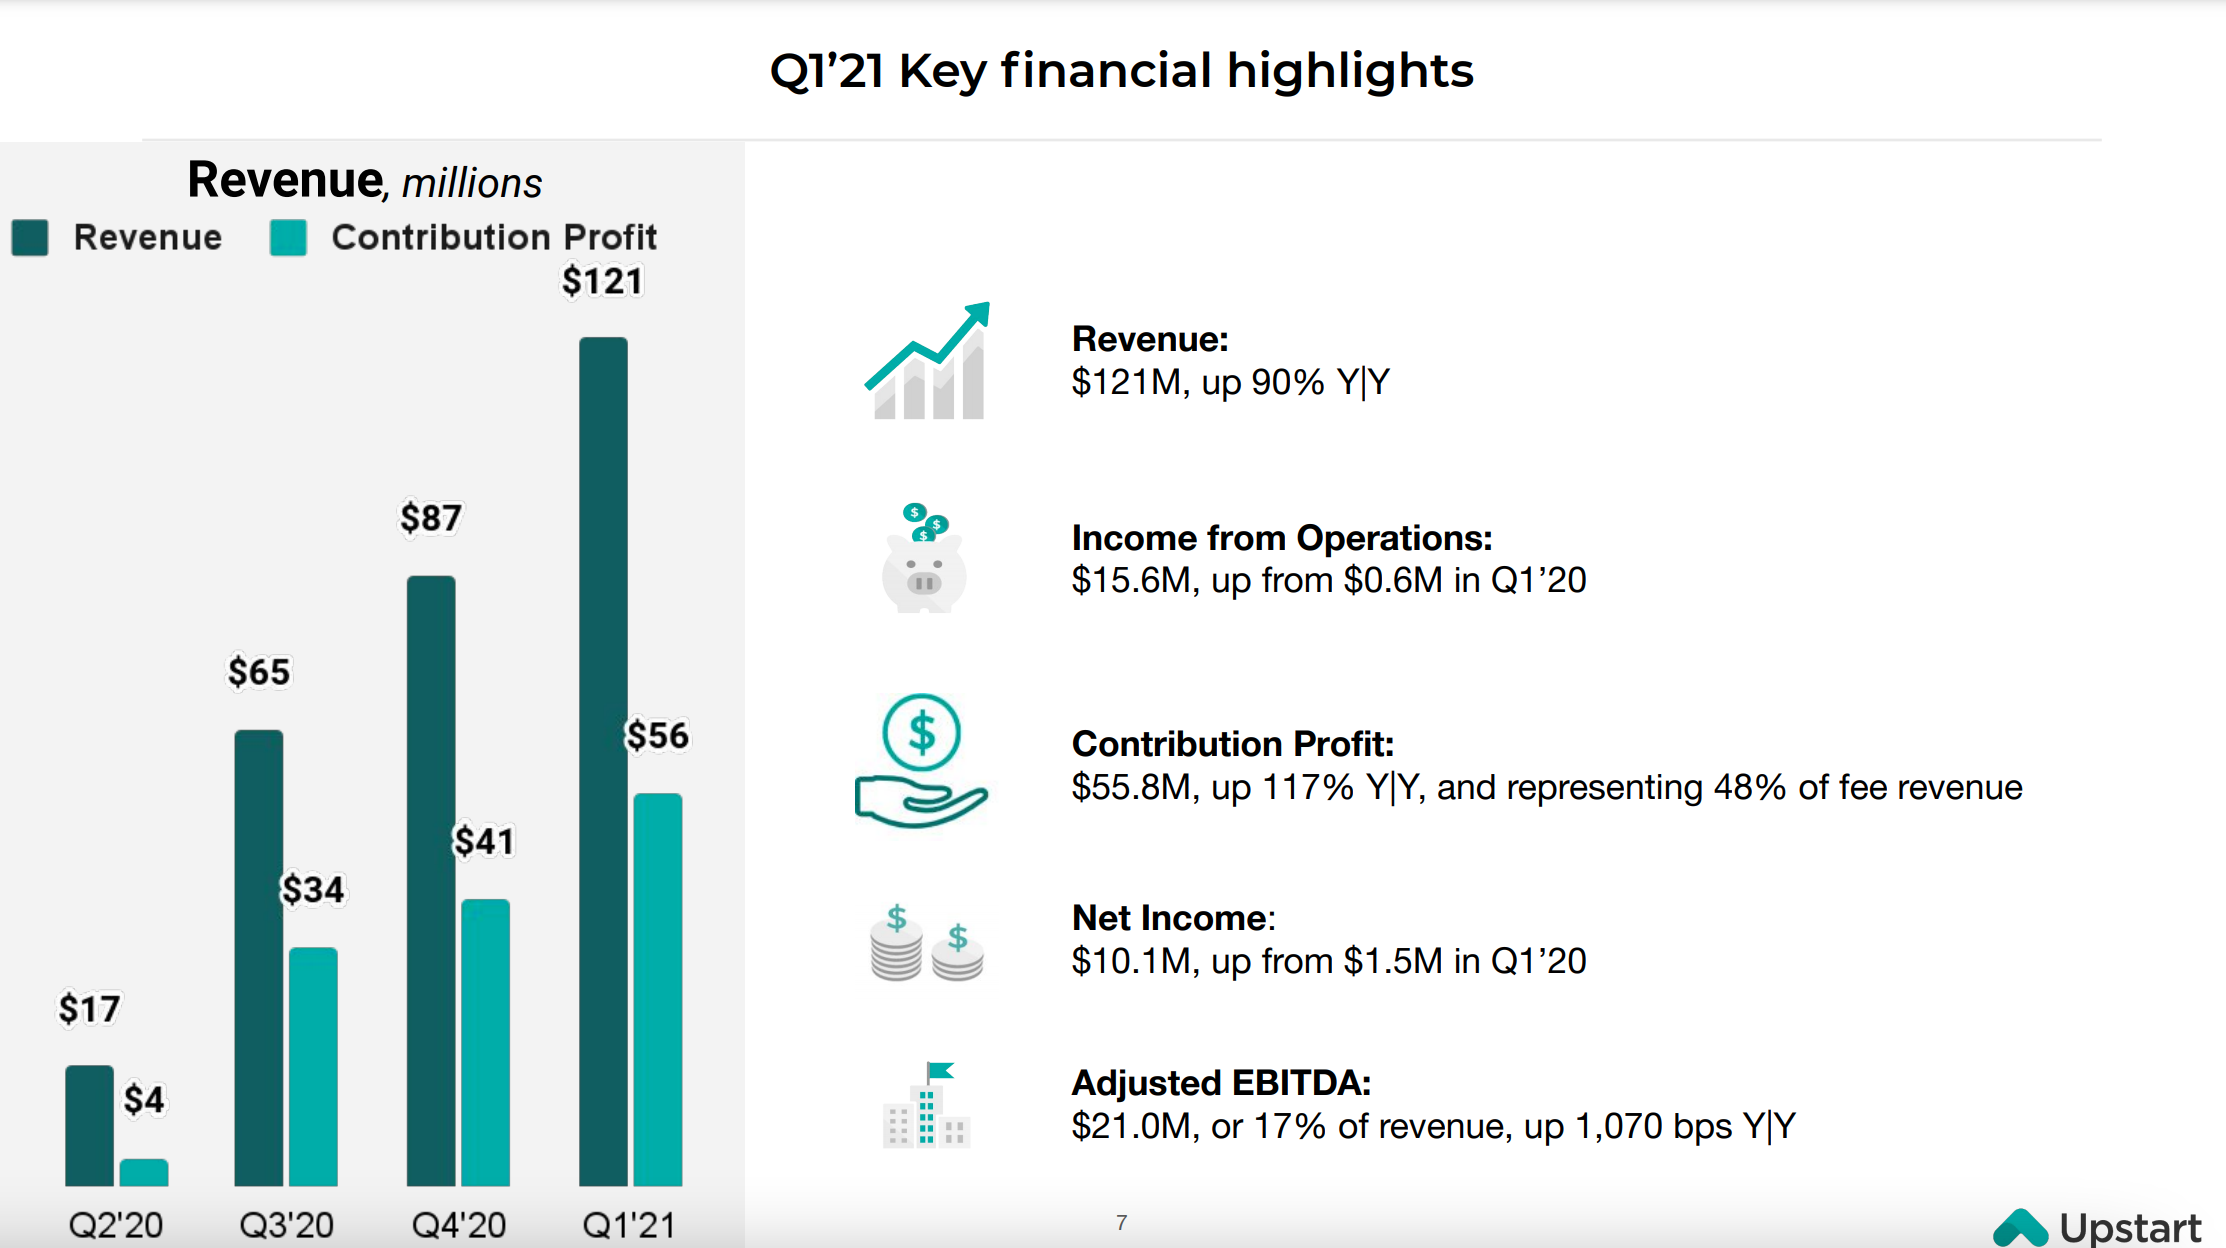 Q1’21 Key financial highlights
Revenue, millions
Revenue Contribution Profit
$121
$87
$65
$56
$41
$34
$17
$4
Q2'20 Q3'20 Q4'20 Q1'21
Revenue:
$121M, up 90% Y|Y
$
$
$
Income from Operations:
$15.6M, up from $0.6M in Q1’20
$
Contribution Profit:
$55.8M, up 117% Y|Y, and representing 48% of fee revenue
$
$
Net Income:
$10.1M, up from $1.5M in Q1’20
Adjusted EBITDA:
$21.0M, or 17% of revenue, up 1,070 bps Y|Y
7
Upstart